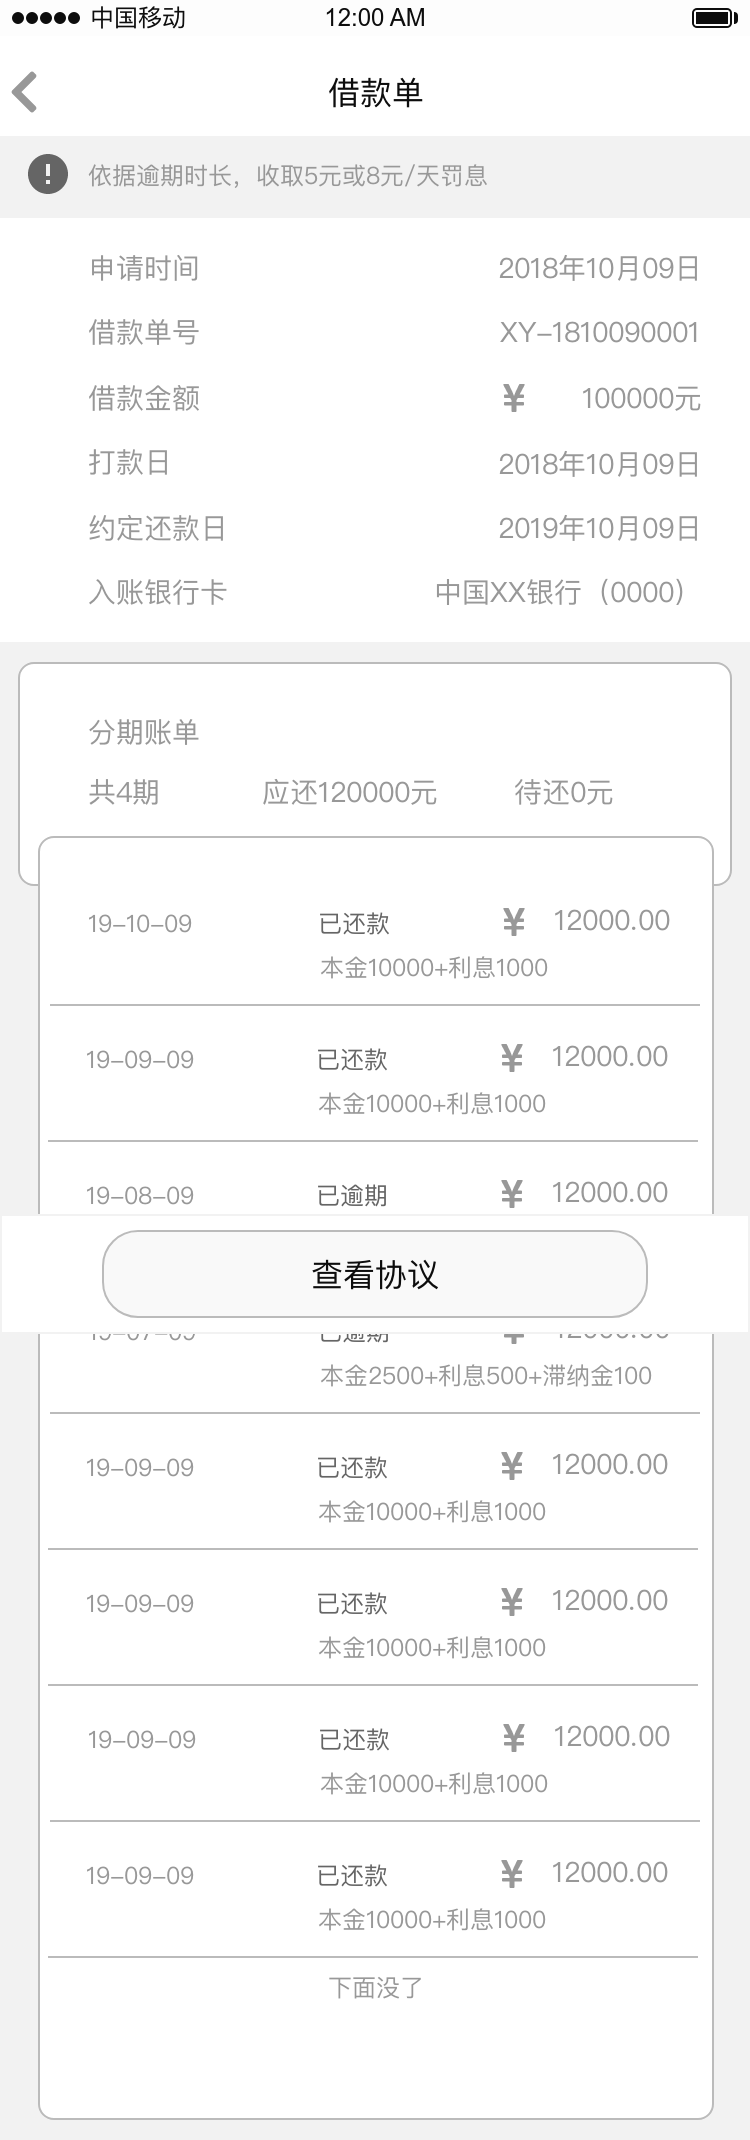 中国移动 12:00 AM
借款单
! 依据逾期时长，收取5元或8元/天罚息
申请时间 2018年10月09日
借款单号 XY-1810090001
借款金额 ¥ 100000元
打款日 2018年10月09日
约定还款日 2019年10月09日
入账银行卡 中国XX银行（0000）
分期账单
共4期 应还120000元 待还0元
19-10-09 已还款 ¥ 12000.00
本金10000+利息1000
19-09-09 已还款 ¥ 12000.00
本金10000+利息1000
19-08-09 已逾期 ¥ 12000.00
查看协议
19-07-09 已逾期 ¥ 12000.00
本金2500+利息500+滞纳金100
19-09-09 已还款 ¥ 12000.00
本金10000+利息1000
19-09-09 已还款 ¥ 12000.00
本金10000+利息1000
19-09-09 已还款 ¥ 12000.00
本金10000+利息1000
19-09-09 已还款 ¥ 12000.00
本金10000+利息1000
下面没了